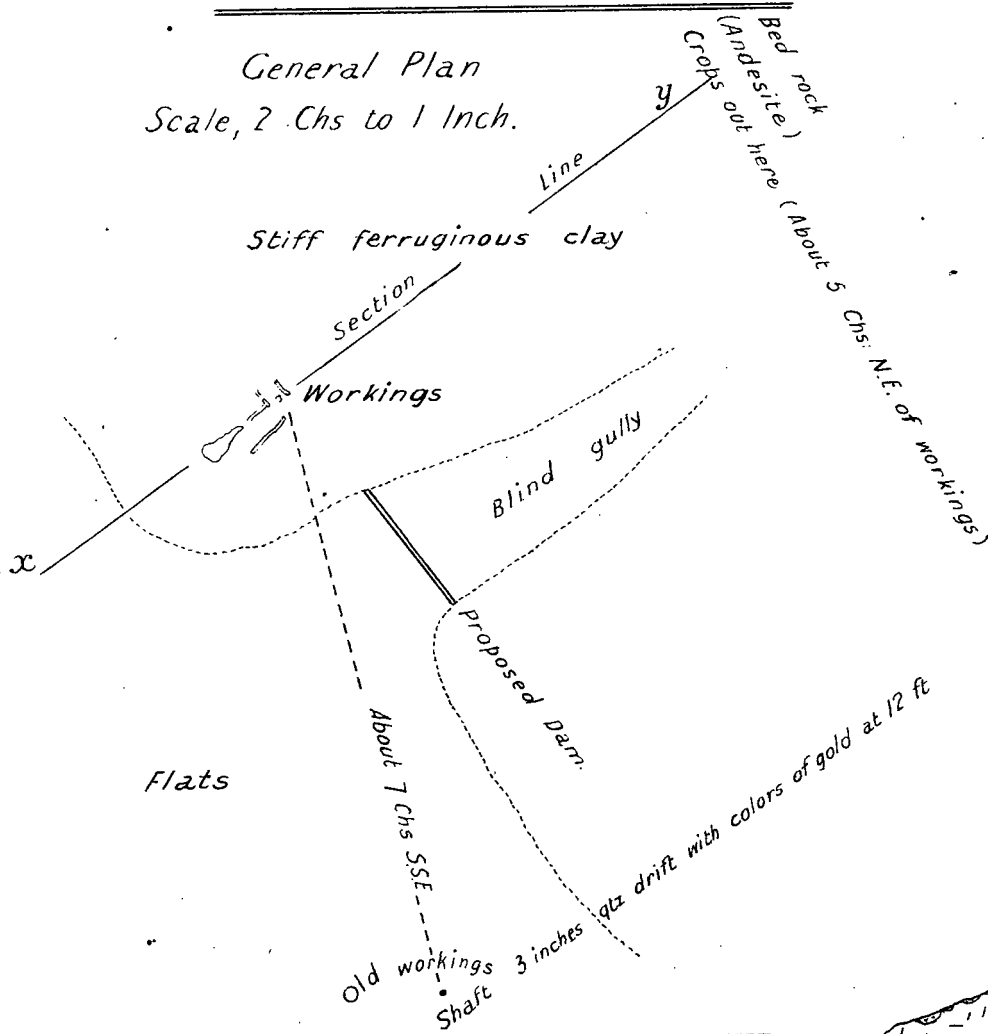 General Plan
Scale, 2 Chs to 1 Inch.
Bed rock
(Andesite)
Crops out here (About 5 Chs: N.E. of workings)
y
Line
Stiff ferruginous clay
Section
Workings
Blind gully
x
Proposed Dam.
About 7 Chs S.S.E.
Flats
Old workings 3 inches qtz drift with colors of gold at 12 ft
Shaft